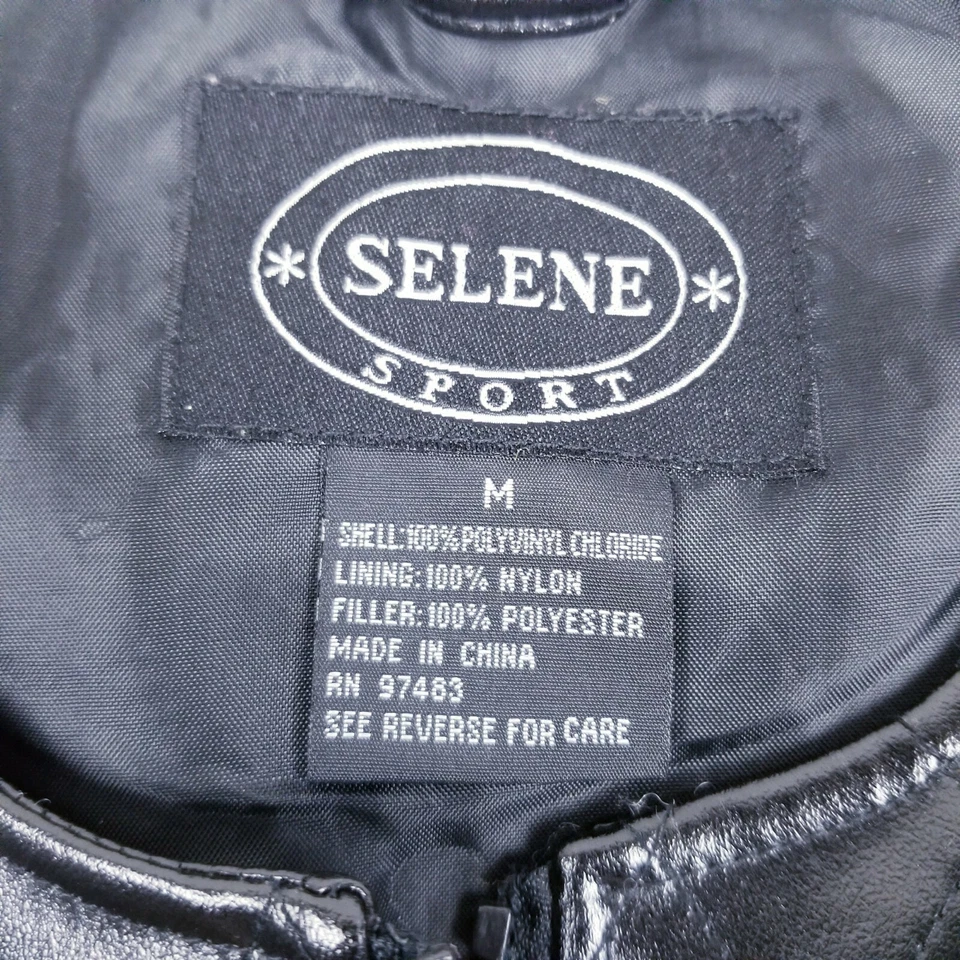 * SELENE *
SPORT
M
SHELL:100% POLYVINYL CHLORIDE
LINING: 100% NYLON
FILLER: 100% POLYESTER
MADE IN CHINA
RN 97463
SEE REVERSE FOR CARE